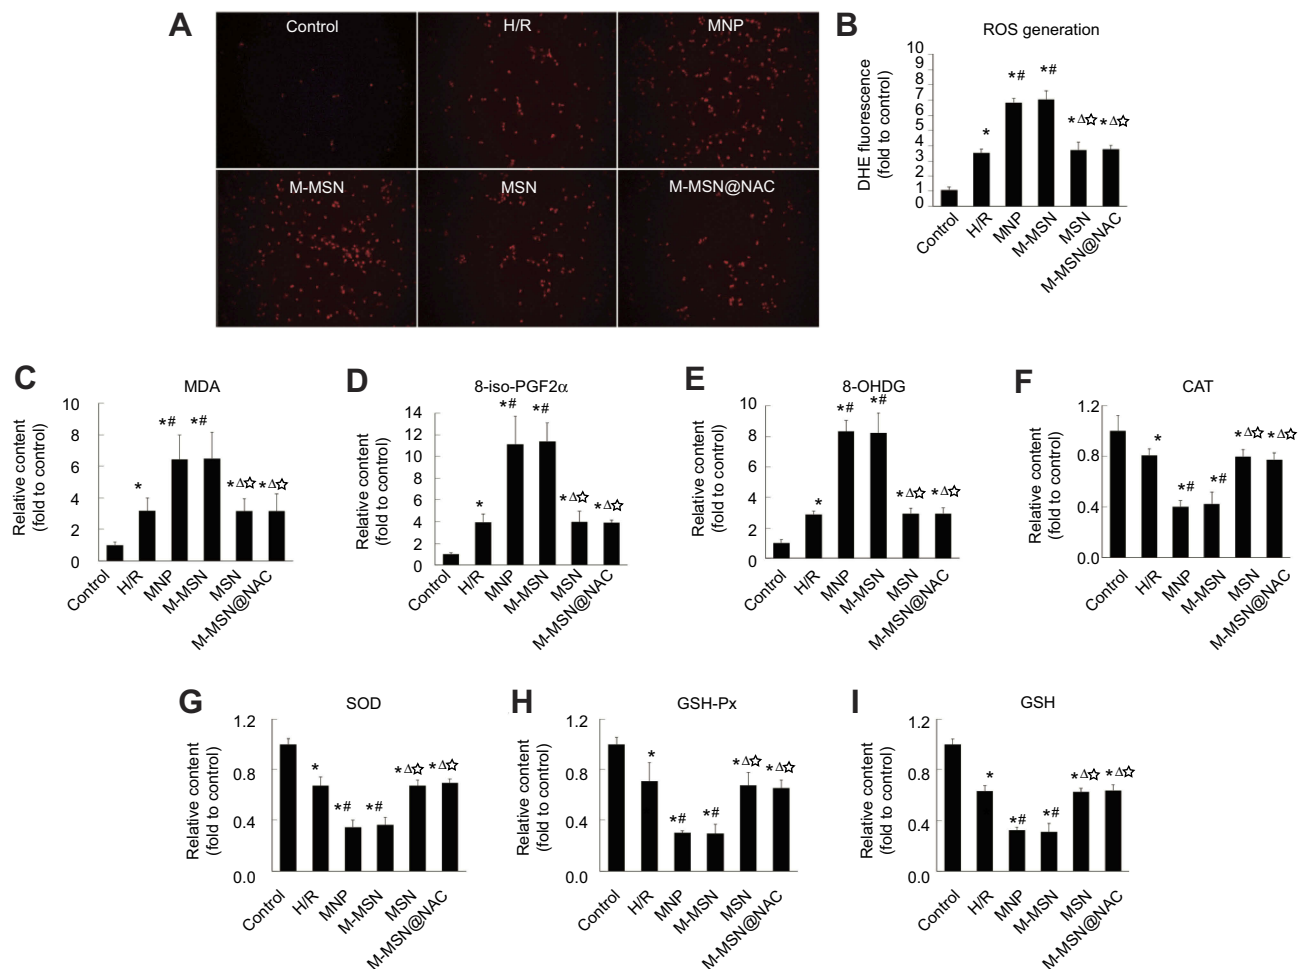 A
Control
H/R
MNP
M-MSN
MSN
M-MSN@NAC
B
ROS generation
DHE fluorescence
(fold to control)
10
9
8
7
6
5
4
3
2
1
0
*
*#
*#
*Δ☆
*Δ☆
Control
H/R
MNP
M-MSN
MSN
M-MSN@NAC
C
MDA
Relative content
(fold to control)
10
8
6
4
2
0
*
*#
*#
*Δ☆
*Δ☆
Control
H/R
MNP
M-MSN
MSN
M-MSN@NAC
D
8-iso-PGF2α
Relative content
(fold to control)
14
12
10
8
6
4
2
0
*
*#
*#
*Δ☆
*Δ☆
Control
H/R
MNP
M-MSN
MSN
M-MSN@NAC
E
8-OHDG
Relative content
(fold to control)
10
8
6
4
2
0
*
*#
*#
*Δ☆
*Δ☆
Control
H/R
MNP
M-MSN
MSN
M-MSN@NAC
F
CAT
Relative content
(fold to control)
1.2
0.8
0.4
0.0
*
*#
*#
*Δ☆
*Δ☆
Control
H/R
MNP
M-MSN
MSN
M-MSN@NAC
G
SOD
Relative content
(fold to control)
1.2
0.8
0.4
0.0
*
*#
*#
*Δ☆
*Δ☆
Control
H/R
MNP
M-MSN
MSN
M-MSN@NAC
H
GSH-Px
Relative content
(fold to control)
1.2
0.8
0.4
0.0
*
*#
*#
*Δ☆
*Δ☆
Control
H/R
MNP
M-MSN
MSN
M-MSN@NAC
I
GSH
Relative content
(fold to control)
1.2
0.8
0.4
0.0
*
*#
*#
*Δ☆
*Δ☆
Control
H/R
MNP
M-MSN
MSN
M-MSN@NAC